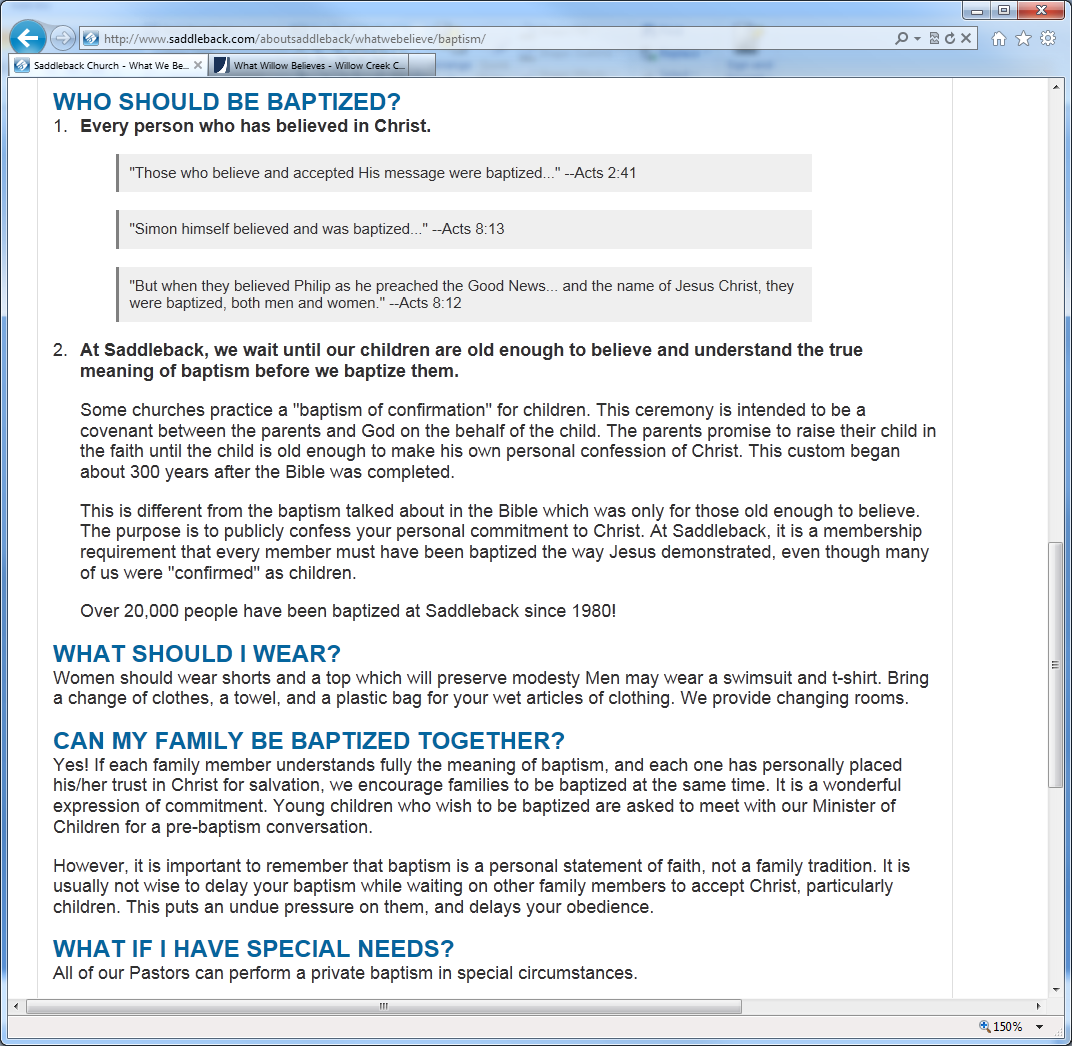 http://www.saddleback.com/aboutsaddleback/whatwebelieve/baptism/
Saddleback Church - What We Be...
What Willow Believes - Willow Creek C...
WHO SHOULD BE BAPTIZED?
1. Every person who has believed in Christ.
"Those who believe and accepted His message were baptized..." --Acts 2:41
"Simon himself believed and was baptized..." --Acts 8:13
"But when they believed Philip as he preached the Good News... and the name of Jesus Christ, they
were baptized, both men and women." --Acts 8:12
2. At Saddleback, we wait until our children are old enough to believe and understand the true
meaning of baptism before we baptize them.
Some churches practice a "baptism of confirmation" for children. This ceremony is intended to be a
covenant between the parents and God on the behalf of the child. The parents promise to raise their child in
the faith until the child is old enough to make his own personal confession of Christ. This custom began
about 300 years after the Bible was completed.
This is different from the baptism talked about in the Bible which was only for those old enough to believe.
The purpose is to publicly confess your personal commitment to Christ. At Saddleback, it is a membership
requirement that every member must have been baptized the way Jesus demonstrated, even though many
of us were "confirmed" as children.
Over 20,000 people have been baptized at Saddleback since 1980!
WHAT SHOULD I WEAR?
Women should wear shorts and a top which will preserve modesty Men may wear a swimsuit and t-shirt. Bring
a change of clothes, a towel, and a plastic bag for your wet articles of clothing. We provide changing rooms.
CAN MY FAMILY BE BAPTIZED TOGETHER?
Yes! If each family member understands fully the meaning of baptism, and each one has personally placed
his/her trust in Christ for salvation, we encourage families to be baptized at the same time. It is a wonderful
expression of commitment. Young children who wish to be baptized are asked to meet with our Minister of
Children for a pre-baptism conversation.
However, it is important to remember that baptism is a personal statement of faith, not a family tradition. It is
usually not wise to delay your baptism while waiting on other family members to accept Christ, particularly
children. This puts an undue pressure on them, and delays your obedience.
WHAT IF I HAVE SPECIAL NEEDS?
All of our Pastors can perform a private baptism in special circumstances.
150%